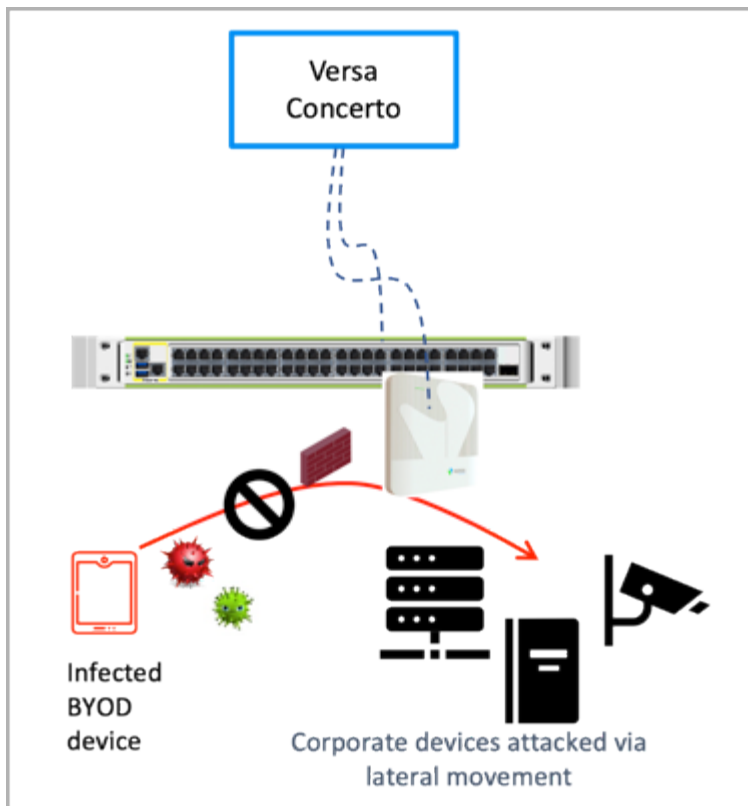 Versa
Concerto
Infected
BYOD
device
Corporate devices attacked via
lateral movement